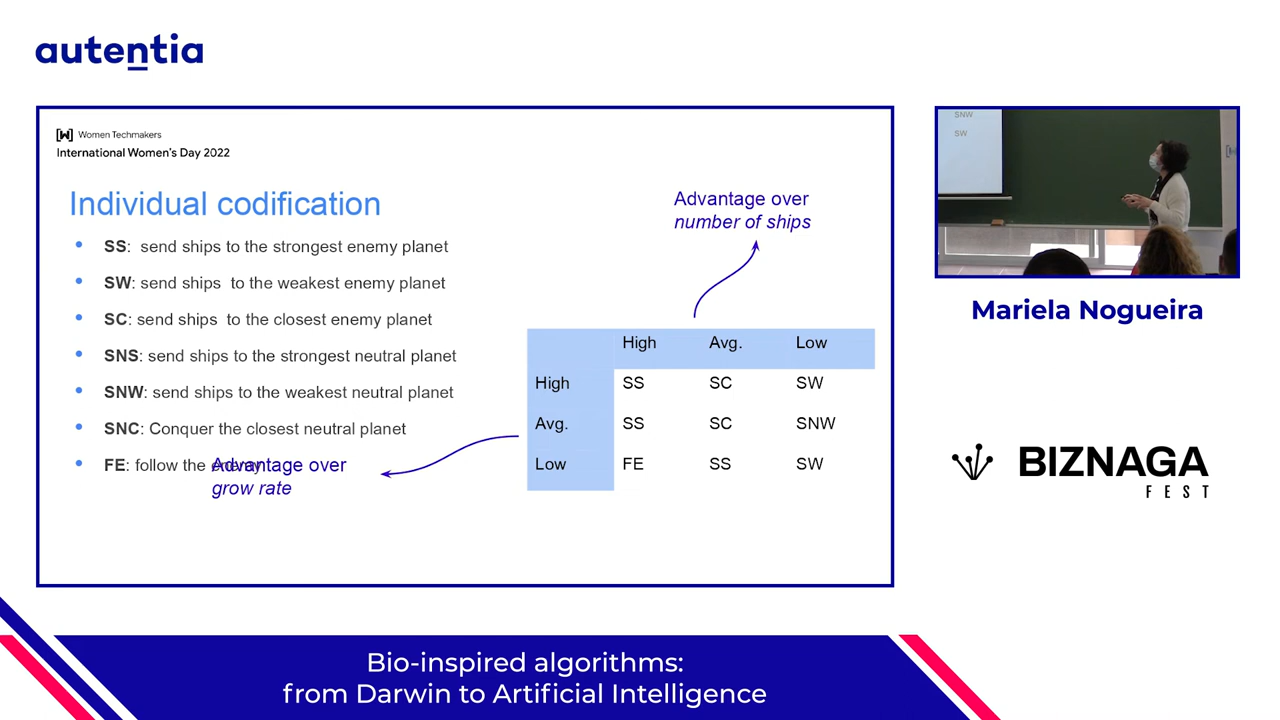 autentia
[W] Women Techmakers
International Women's Day 2022
Individual codification
SS: send ships to the strongest enemy planet
SW: send ships to the weakest enemy planet
SC: send ships to the closest enemy planet
SNS: send ships to the strongest neutral planet
SNW: send ships to the weakest neutral planet
SNC: Conquer the closest neutral planet
FE: follow the enemy
Advantage over
grow rate
Advantage over
number of ships
High Avg. Low
High SS SC SW
Avg. SS SC SNW
Low FE SS SW
SNW
SW
Mariela Nogueira
BIZNAGA
FEST
Bio-inspired algorithms:
from Darwin to Artificial Intelligence